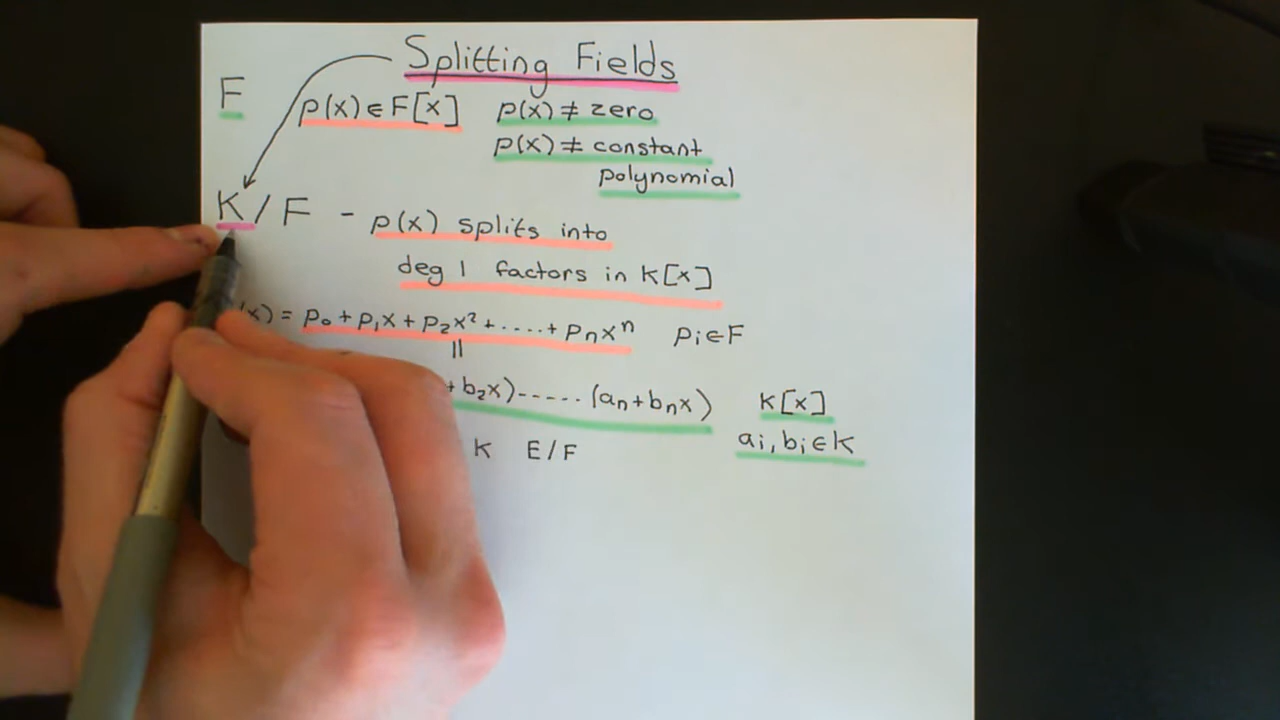 Splitting Fields
F
p(x) ∈ F[x] p(x) ≠ zero
p(x) ≠ constant
polynomial
K / F - p(x) splits into
deg 1 factors in K[x]
(x) = p₀ + p₁x + p₂x² + ..... + pₙxⁿ pᵢ ∈ F
||
+ b₂x) ----- (aₙ + bₙx) K[x]
K E/F aᵢ, bᵢ ∈ K